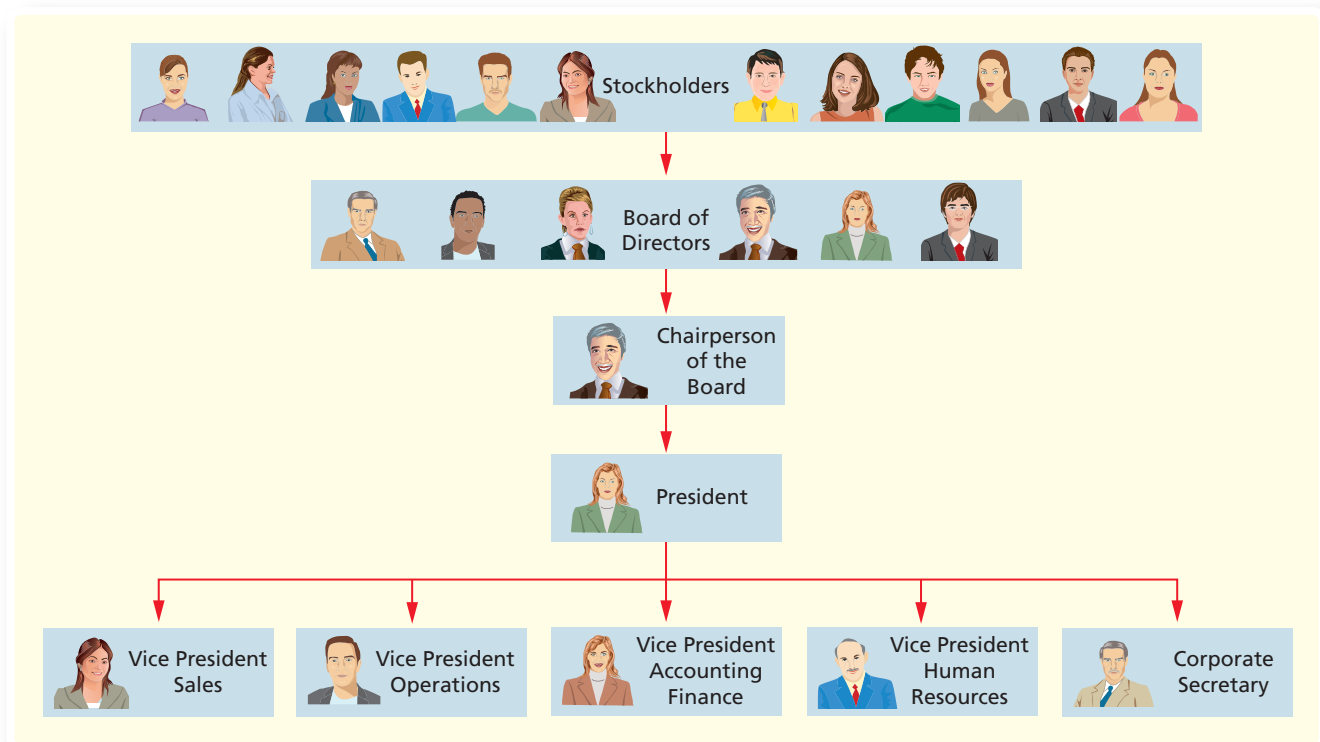 Stockholders
Board of
Directors
Chairperson
of the
Board
President
Vice President
Sales
Vice President
Operations
Vice President
Accounting
Finance
Vice President
Human
Resources
Corporate
Secretary